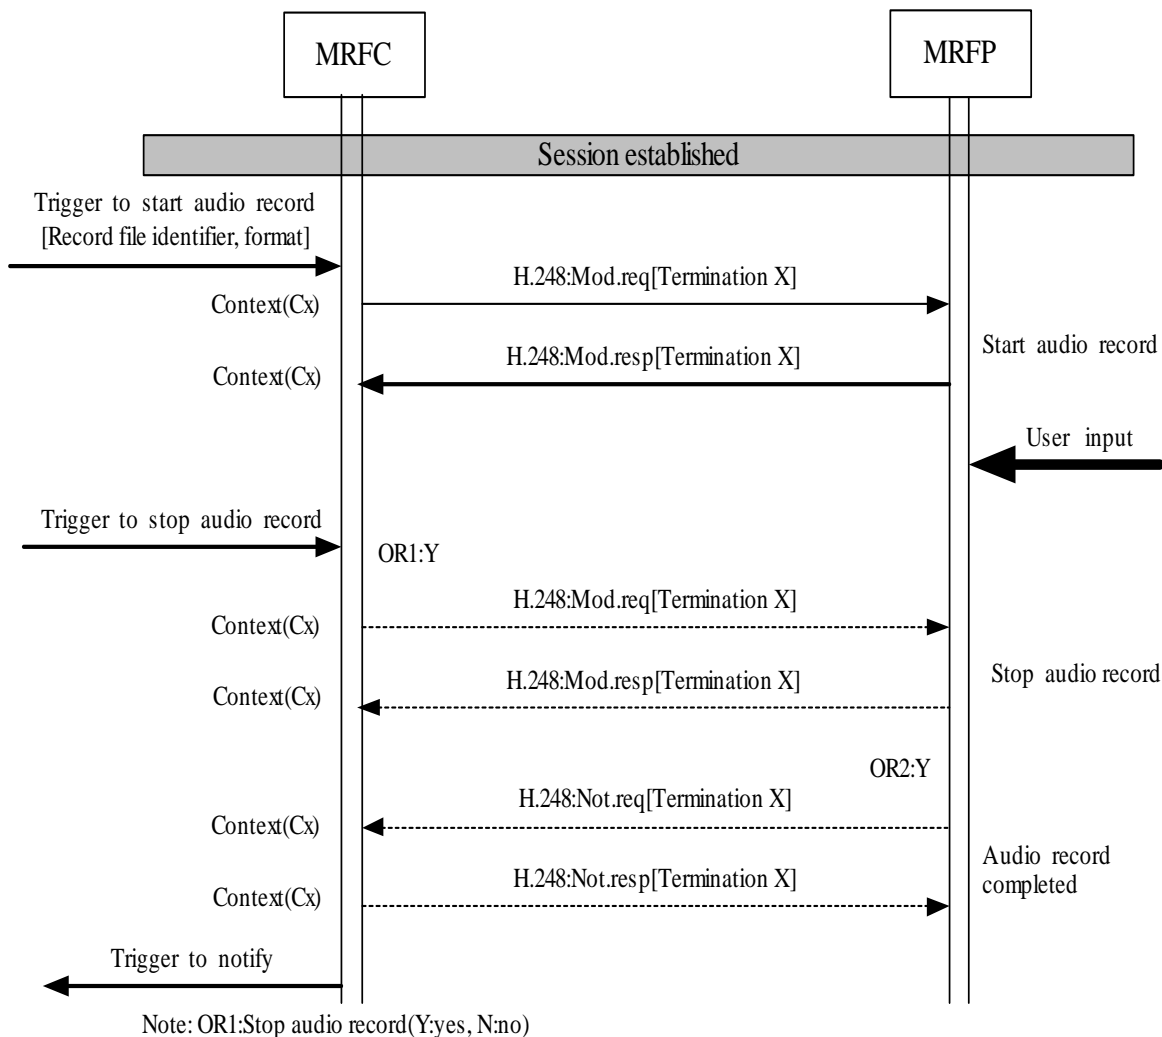 MRFC
MRFP
Session established
Trigger to start audio record
[Record file identifier, format]
H.248:Mod.req[Termination X]
Context(Cx)
Start audio record
H.248:Mod.resp[Termination X]
Context(Cx)
User input
Trigger to stop audio record
OR1:Y
H.248:Mod.req[Termination X]
Context(Cx)
Stop audio record
H.248:Mod.resp[Termination X]
Context(Cx)
OR2:Y
H.248:Not.req[Termination X]
Context(Cx)
Audio record
completed
H.248:Not.resp[Termination X]
Context(Cx)
Trigger to notify
Note: OR1:Stop audio record(Y:yes, N:no)